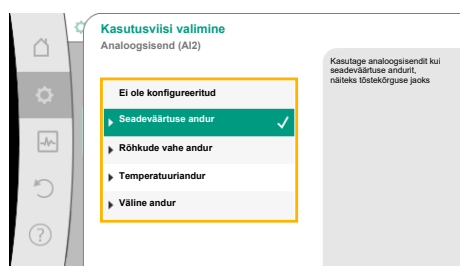 Kasutusviisi valimine
Analoogsisend (AI2)
Kasutage analoogsisendit kui
seadeväärtuse andurit,
näiteks tõstekõrguse jaoks
Ei ole konfigureeritud
Seadeväärtuse andur
Rõhkude vahe andur
Temperatuuriandur
Väline andur